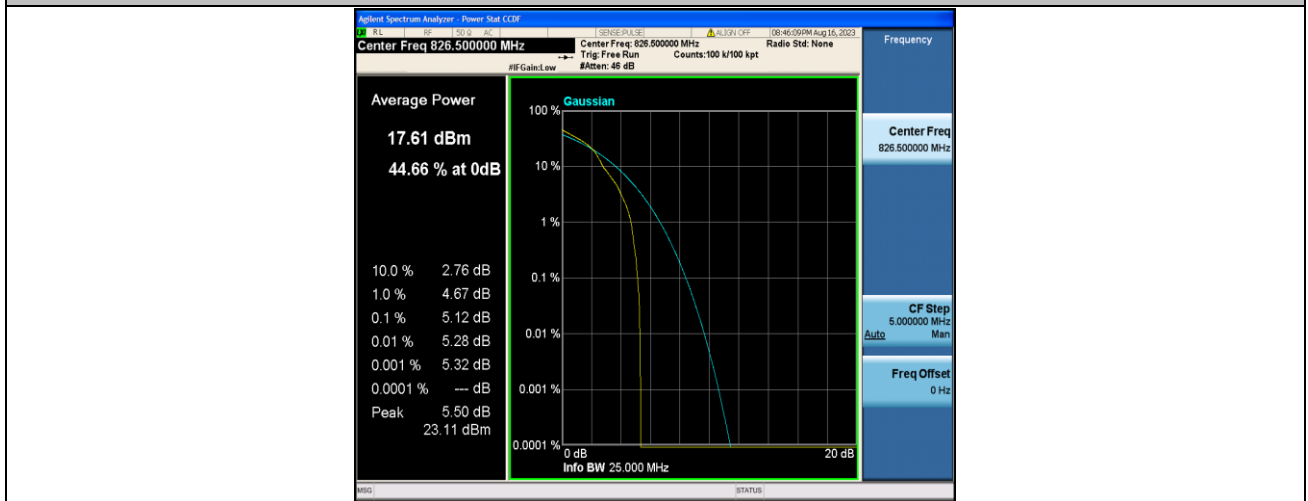 Agilent Spectrum Analyzer - Power Stat CCDF
RL RF 50 Ω AC SENSE:PULSE ALIGN OFF 08:46:09PM Aug 16, 2023
Center Freq 826.500000 MHz
Center Freq: 826.500000 MHz Radio Std: None
Trig: Free Run Counts:100 k/100 kpt
#IFGain:Low #Atten: 46 dB
Frequency
Average Power
17.61 dBm
44.66 % at 0dB
10.0 % 2.76 dB
1.0 % 4.67 dB
0.1 % 5.12 dB
0.01 % 5.28 dB
0.001 % 5.32 dB
0.0001 % --- dB
Peak 5.50 dB
23.11 dBm
Gaussian
100 %
10 %
1 %
0.1 %
0.01 %
0.001 %
0.0001 %
0 dB 20 dB
Info BW 25.000 MHz
Center Freq
826.500000 MHz
CF Step
5.000000 MHz
Auto Man
Freq Offset
0 Hz
MSG STATUS